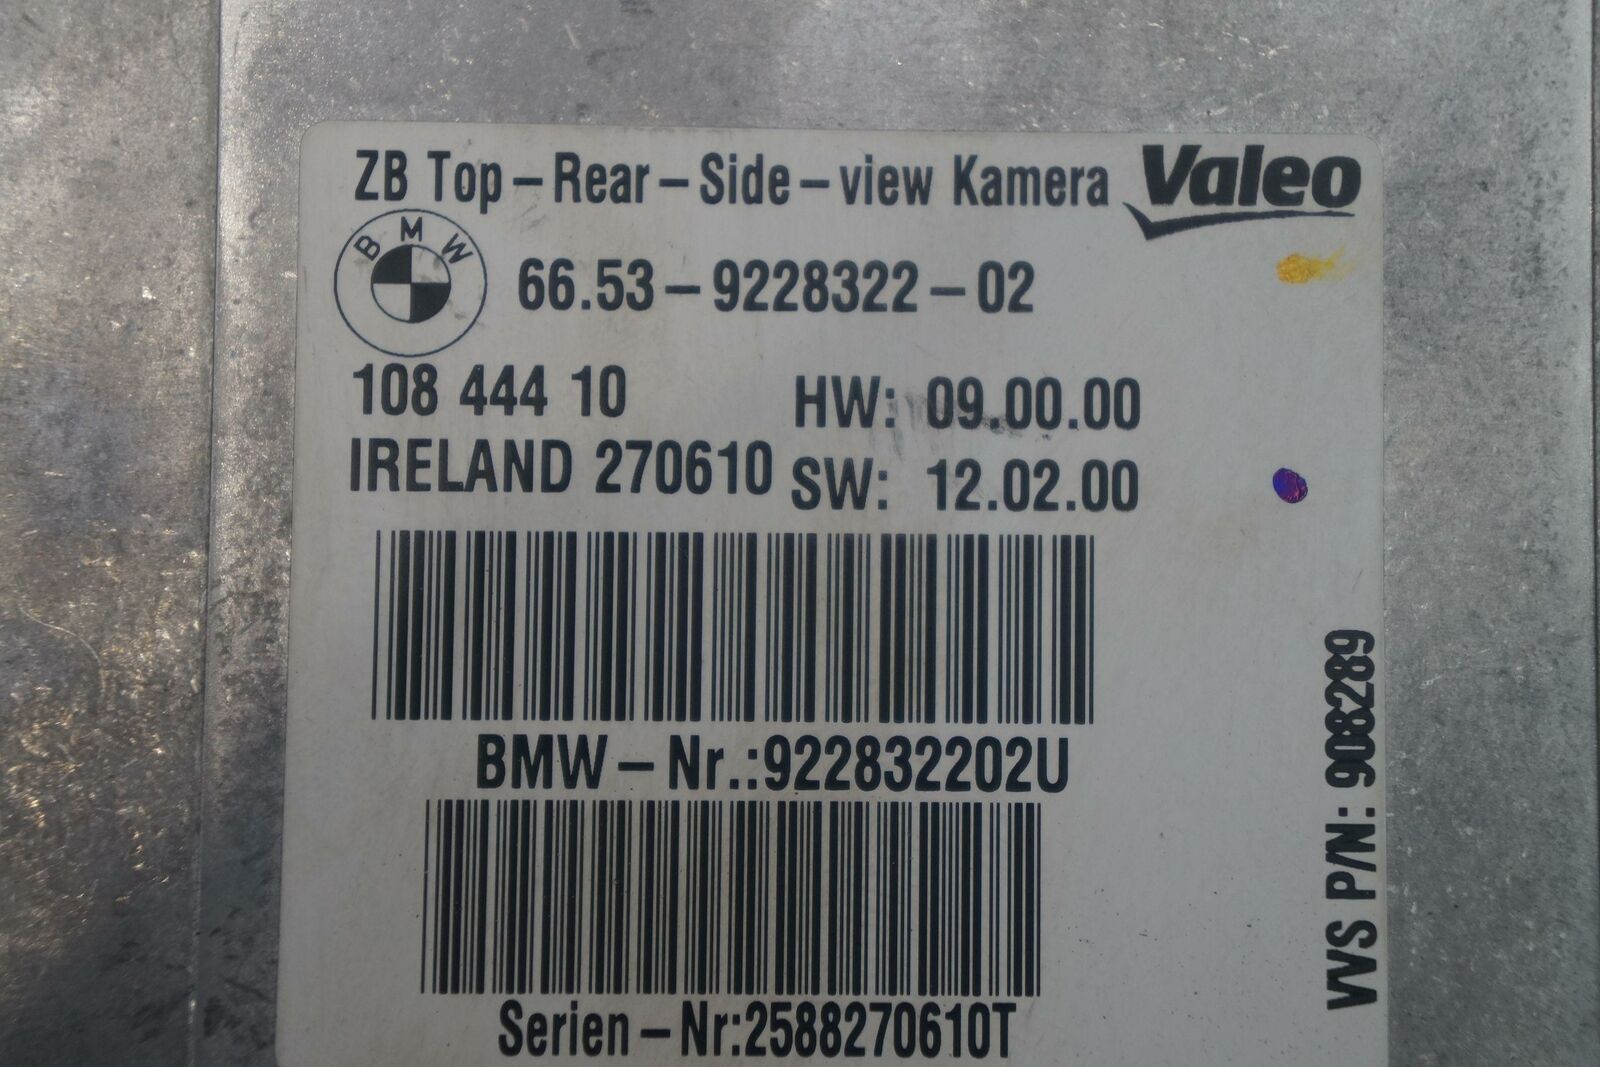 ZB Top-Rear-Side-view Kamera Valeo
BMW
66.53-9228322-02
108 444 10 HW: 09.00.00
IRELAND 270610 SW: 12.02.00
BMW-Nr.:922832202U
Serien-Nr:2588270610T
VVS P/N: 908289